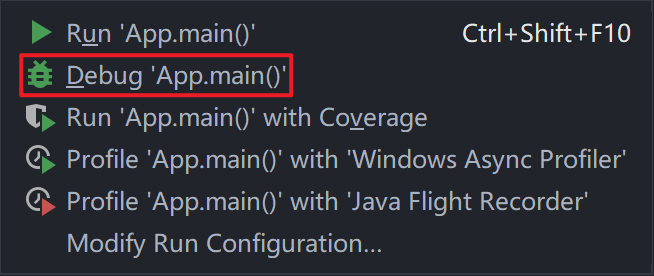 Run 'App.main()' Ctrl+Shift+F10
Debug 'App.main()'
Run 'App.main()' with Coverage
Profile 'App.main()' with 'Windows Async Profiler'
Profile 'App.main()' with 'Java Flight Recorder'
Modify Run Configuration...